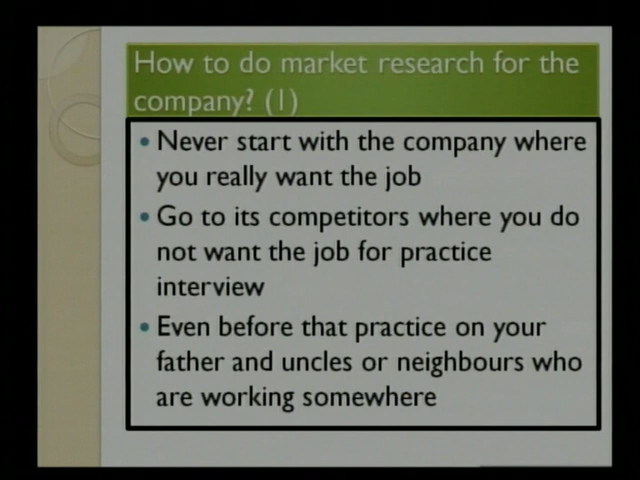 How to do market research for the
company? (1)
• Never start with the company where
you really want the job
• Go to its competitors where you do
not want the job for practice
interview
• Even before that practice on your
father and uncles or neighbours who
are working somewhere